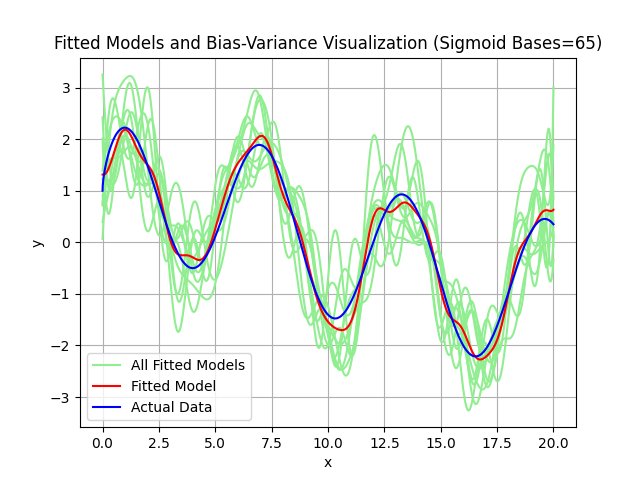 Fitted Models and Bias-Variance Visualization (Sigmoid Bases=65)
3
2
1
0
−1
−2
−3
y
All Fitted Models
Fitted Model
Actual Data
0.0 2.5 5.0 7.5 10.0 12.5 15.0 17.5 20.0
x